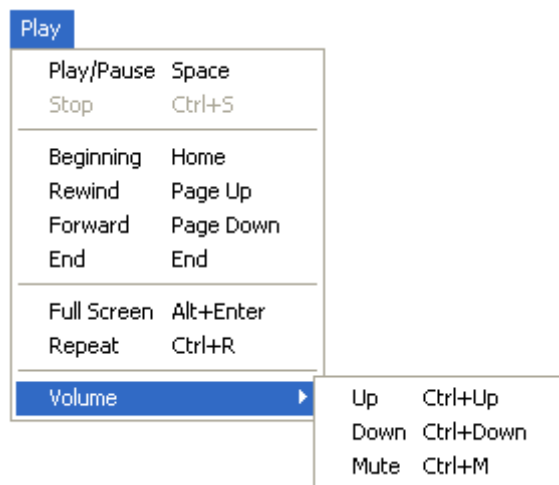 Play
Play/Pause Space
Stop Ctrl+S
Beginning Home
Rewind Page Up
Forward Page Down
End End
Full Screen Alt+Enter
Repeat Ctrl+R
Volume
Up Ctrl+Up
Down Ctrl+Down
Mute Ctrl+M